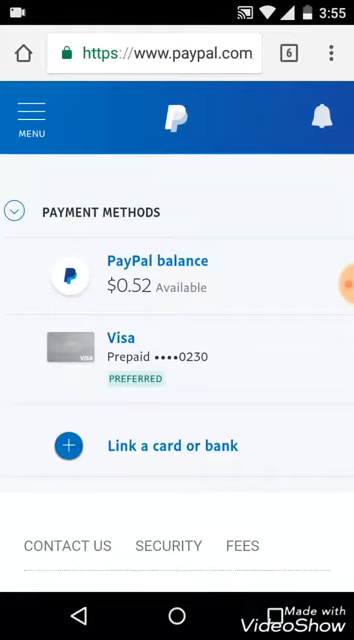 3:55
https://www.paypal.com
6
MENU
PAYMENT METHODS
PayPal balance
$0.52 Available
VISA
Visa
Prepaid ••••0230
PREFERRED
Link a card or bank
CONTACT US SECURITY FEES
Made with
VideoShow